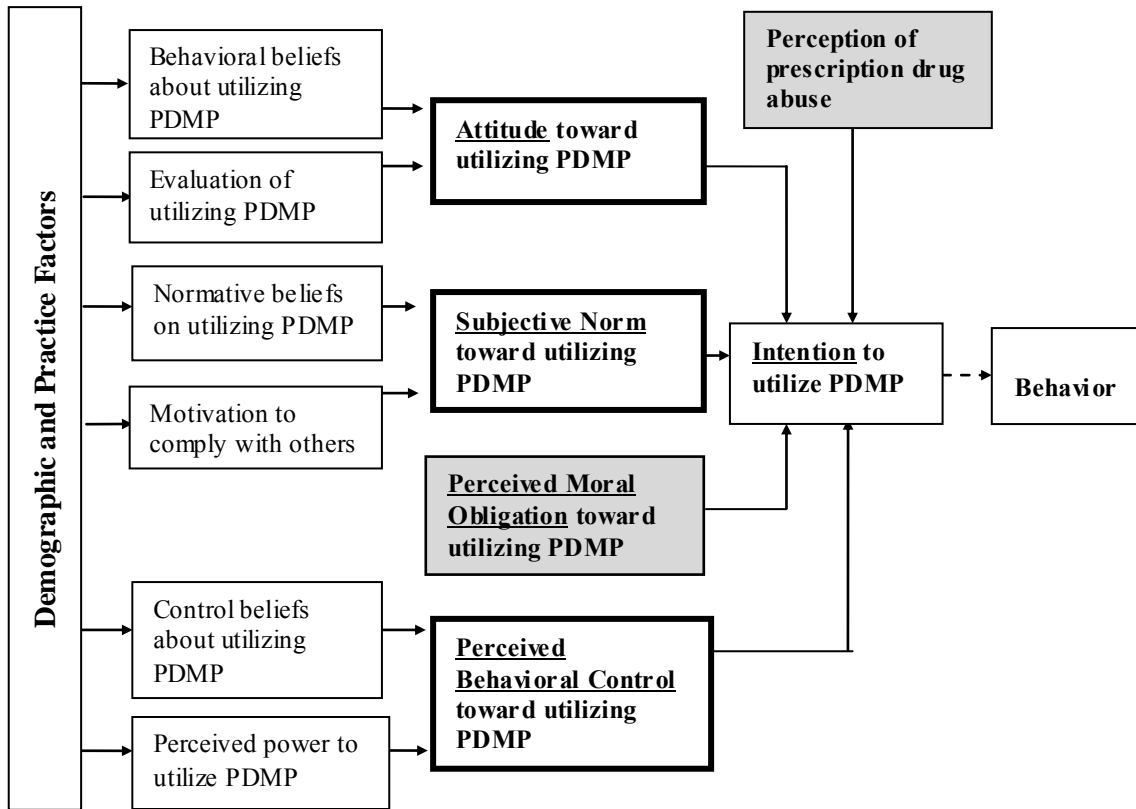 Demographic and Practice Factors
Behavioral beliefs
about utilizing
PDMP
Evaluation of
utilizing PDMP
Normative beliefs
on utilizing PDMP
Motivation to
comply with others
Control beliefs
about utilizing
PDMP
Perceived power to
utilize PDMP
Attitude toward
utilizing PDMP
Subjective Norm
toward utilizing
PDMP
Perceived Moral
Obligation toward
utilizing PDMP
Perceived
Behavioral Control
toward utilizing
PDMP
Perception of
prescription drug
abuse
Intention to
utilize PDMP
Behavior